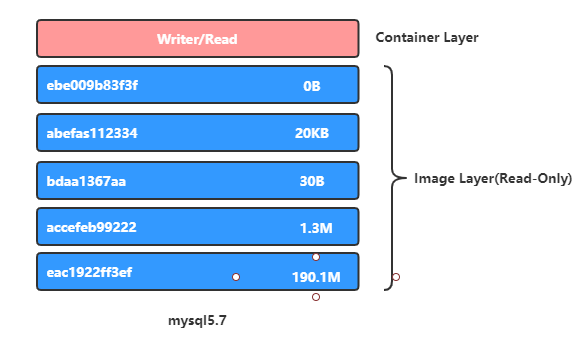 Writer/Read
Container Layer
ebe009b83f3f 0B
abefas112334 20KB
bdaa1367aa 30B
Image Layer(Read-Only)
accefeb99222 1.3M
eac1922ff3ef 190.1M
mysql5.7